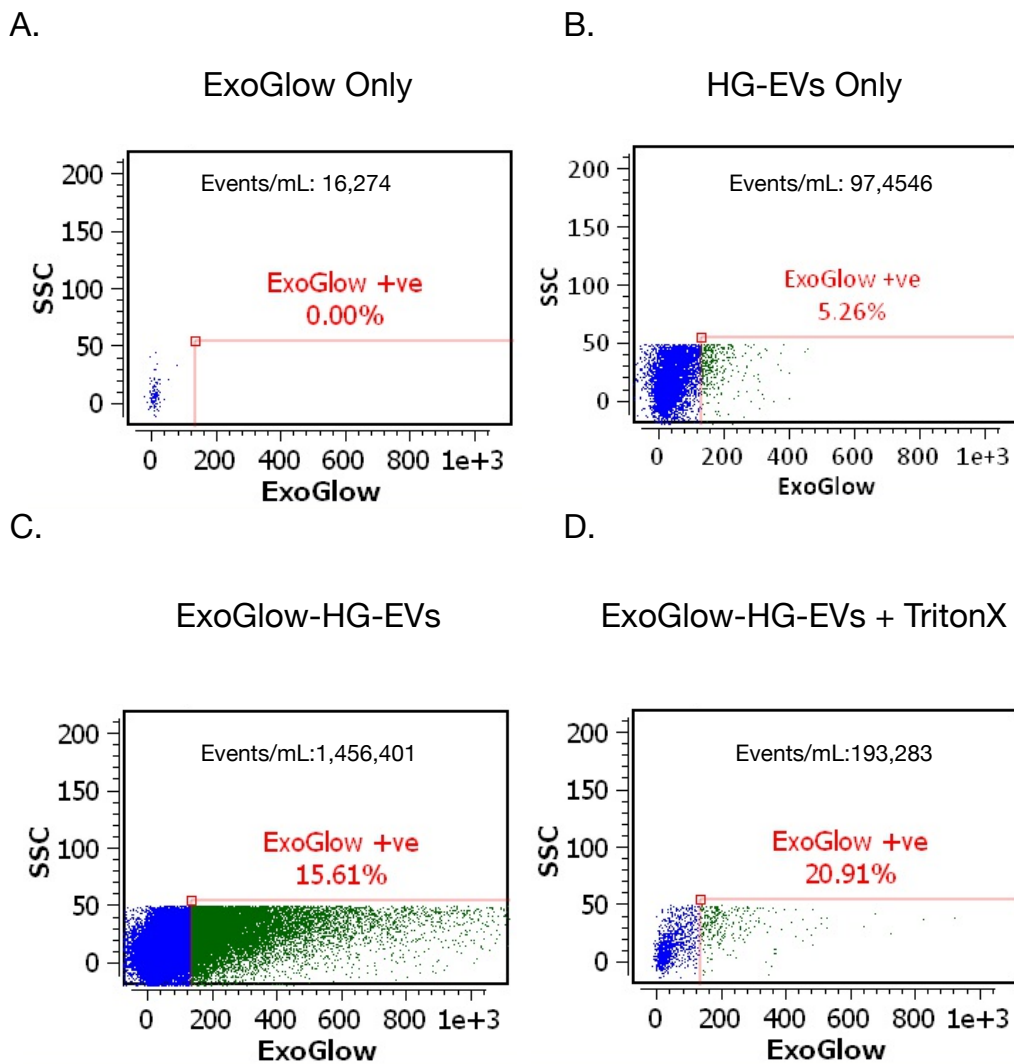 A.
ExoGlow Only
Events/mL: 16,274
ExoGlow +ve
0.00%
SSC
200
150
100
50
0
0 200 400 600 800 1e+3
ExoGlow
B.
HG-EVs Only
Events/mL: 97,4546
ExoGlow +ve
5.26%
SSC
200
150
100
50
0
0 200 400 600 800 1e+3
ExoGlow
C.
ExoGlow-HG-EVs
Events/mL:1,456,401
ExoGlow +ve
15.61%
SSC
200
150
100
50
0
0 200 400 600 800 1e+3
ExoGlow
D.
ExoGlow-HG-EVs + TritonX
Events/mL:193,283
ExoGlow +ve
20.91%
SSC
200
150
100
50
0
0 200 400 600 800 1e+3
ExoGlow